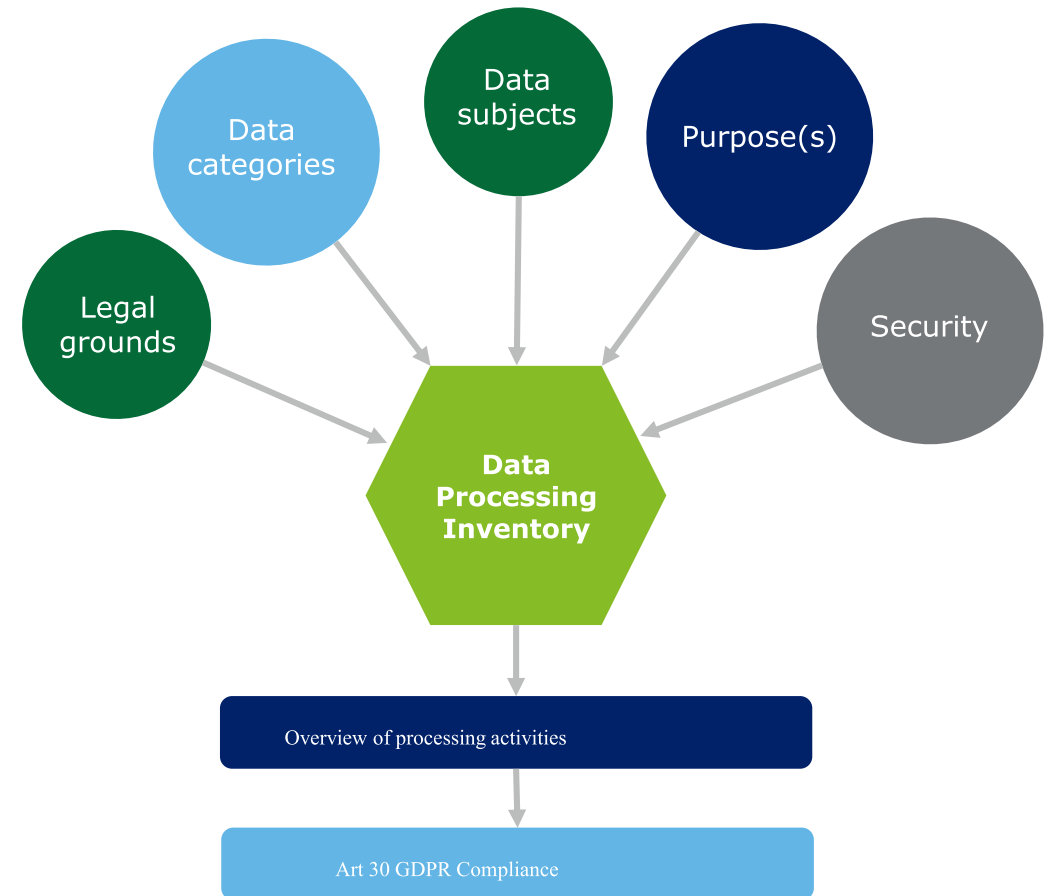 Data
subjects
Data
categories
Purpose(s)
Legal
grounds
Security
Data
Processing
Inventory
Overview of processing activities
Art 30 GDPR Compliance